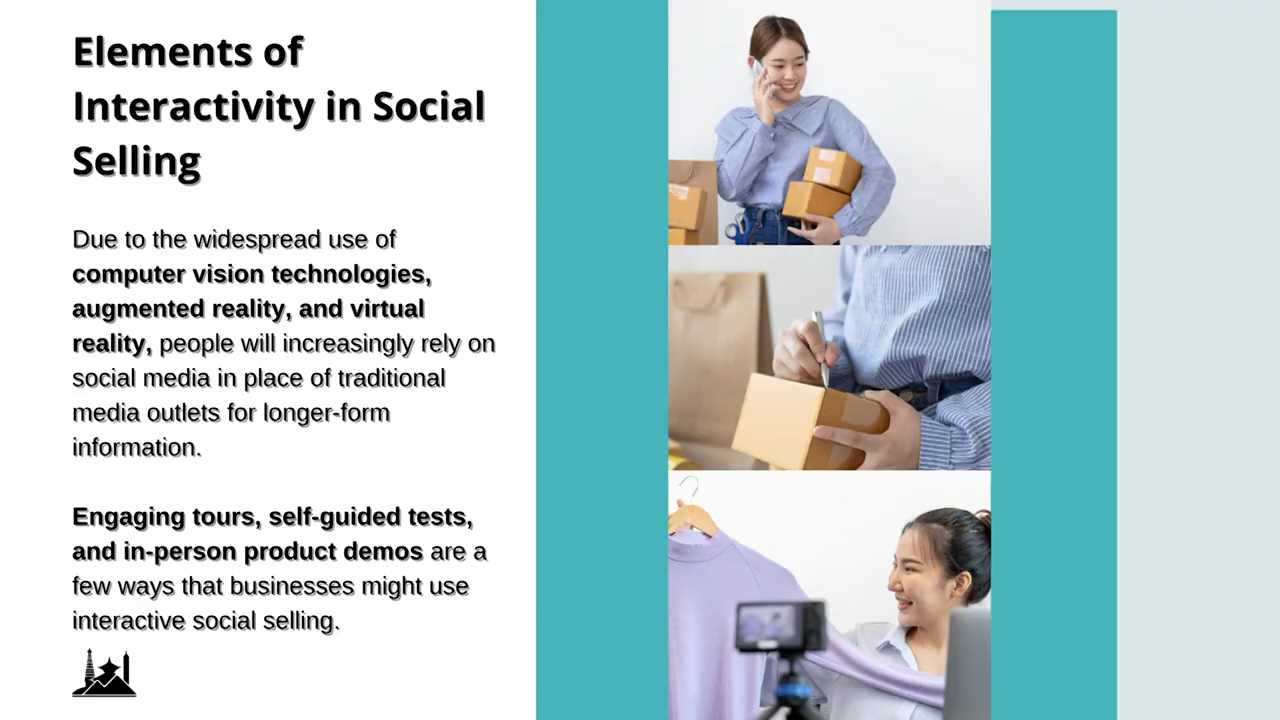 Elements of
Interactivity in Social
Selling
Due to the widespread use of
computer vision technologies,
augmented reality, and virtual
reality, people will increasingly rely on
social media in place of traditional
media outlets for longer-form
information.
Engaging tours, self-guided tests,
and in-person product demos are a
few ways that businesses might use
interactive social selling.